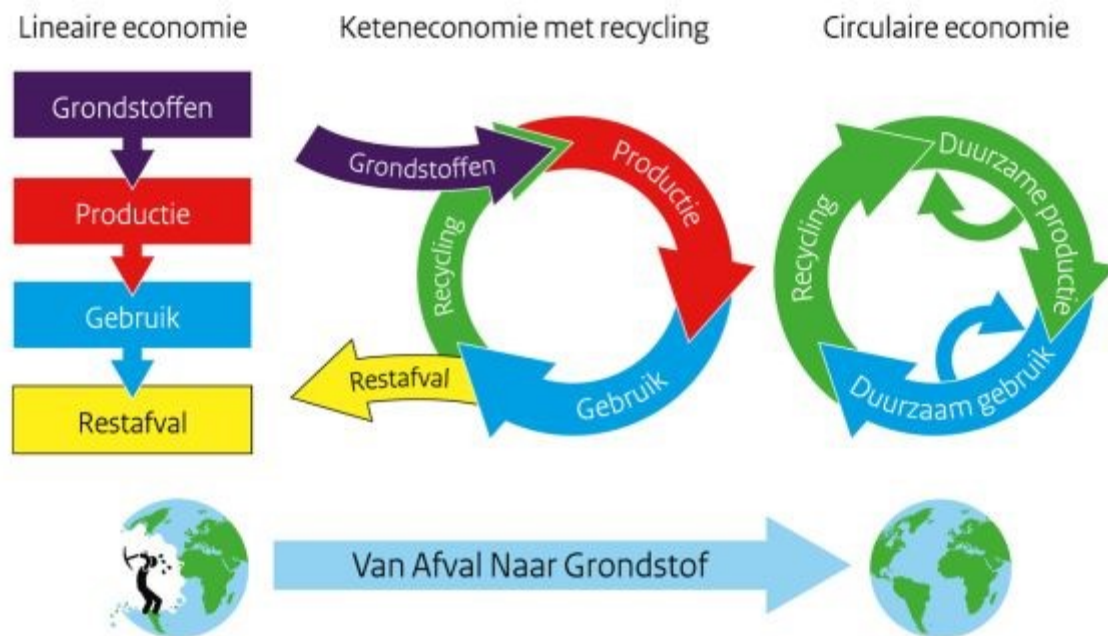 Lineaire economie
Grondstoffen
Productie
Gebruik
Restafval
Keteneconomie met recycling
Grondstoffen
Productie
Gebruik
Recycling
Restafval
Circulaire economie
Duurzame productie
Duurzaam gebruik
Recycling
Van Afval Naar Grondstof